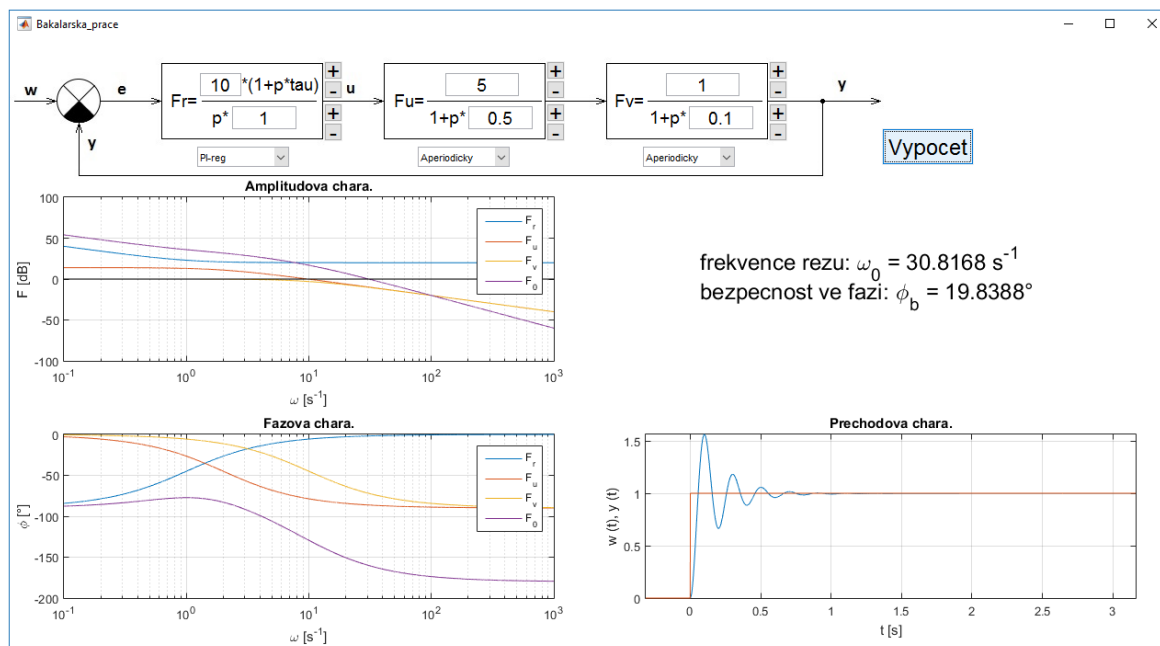 Bakalarska_prace
w
e
Fr=
10 *(1+p*tau)
p* 1
+
-
+
-
u
Fu=
5
1+p* 0.5
+
-
+
-
Fv=
1
1+p* 0.1
+
-
+
-
y
y
PI-reg
Aperiodicky
Aperiodicky
Vypocet
Amplitudova chara.
F [dB]
100
50
0
-50
-100
10^-1
10^0
10^1
10^2
10^3
ω [s^-1]
F_r
F_u
F_v
F_0
frekvence rezu: ω_0 = 30.8168 s^-1
bezpecnost ve fazi: ϕ_b = 19.8388°
Fazova chara.
ϕ [°]
0
-50
-100
-150
-200
10^-1
10^0
10^1
10^2
10^3
ω [s^-1]
F_r
F_u
F_v
F_0
Prechodova chara.
w (t), y (t)
1.5
1
0.5
0
0
0.5
1
1.5
2
2.5
3
t [s]